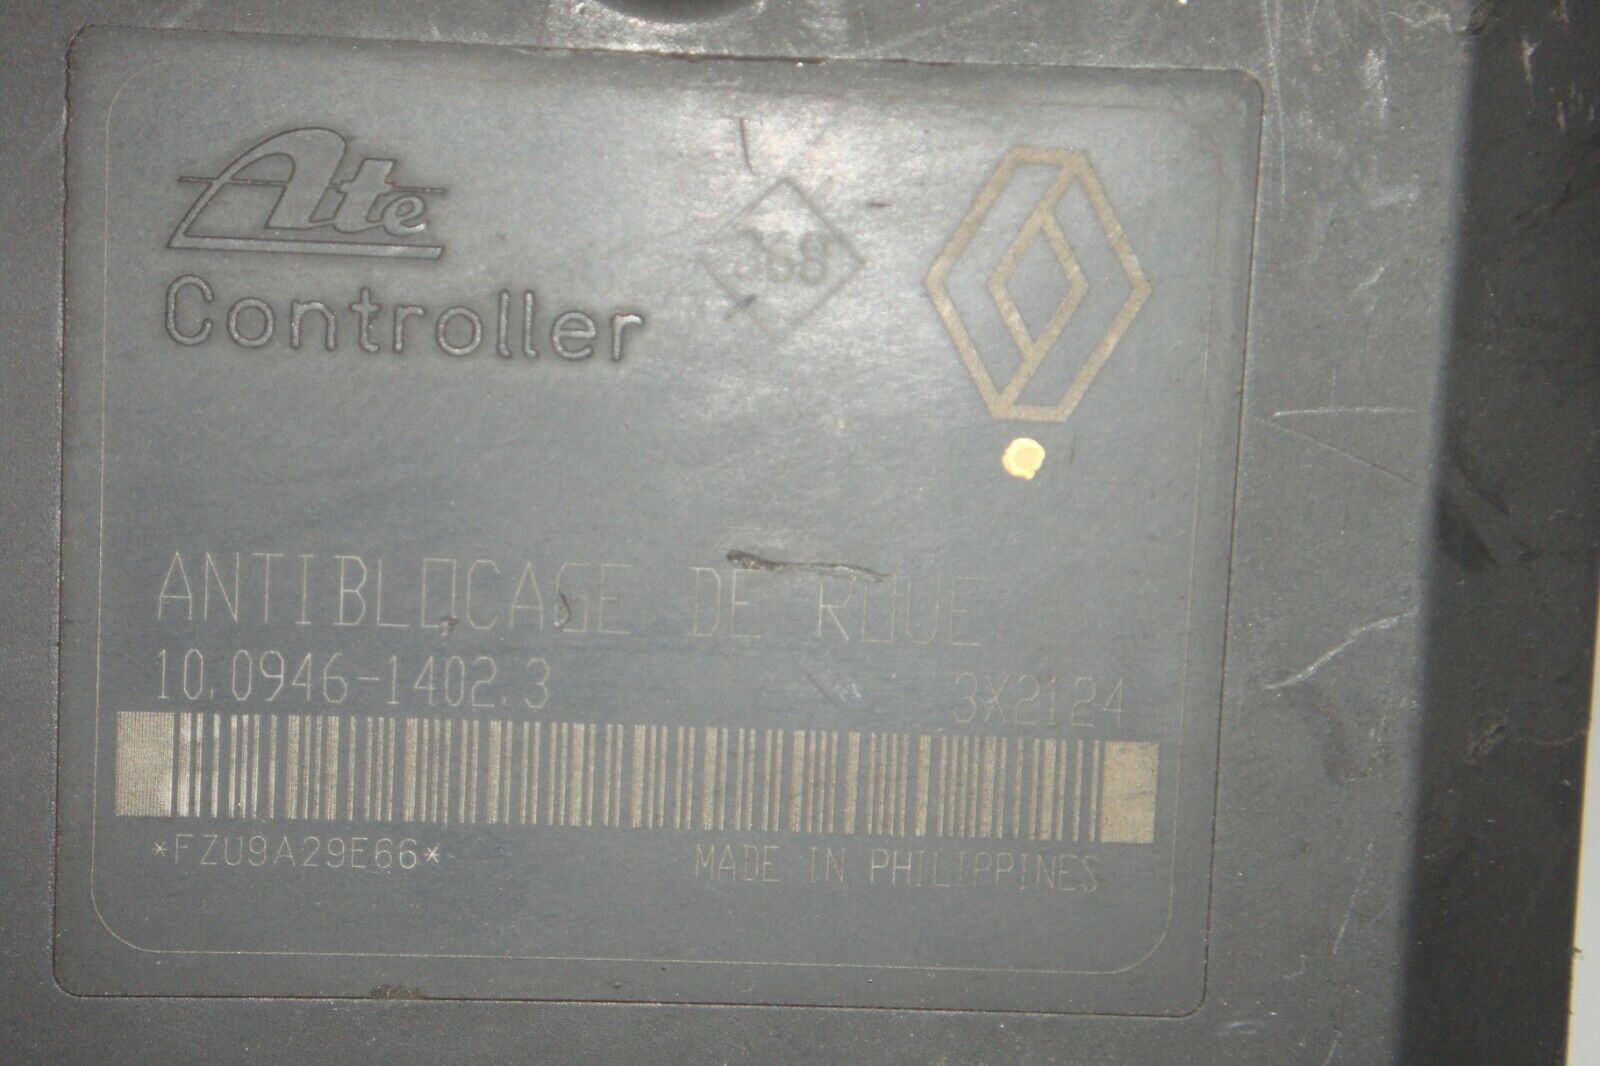 Ate
Controller
368
ANTIBLOCAGE DE ROUE
10.0946-1402.3 3X2124
*FZU9A29E66*
MADE IN PHILIPPINES